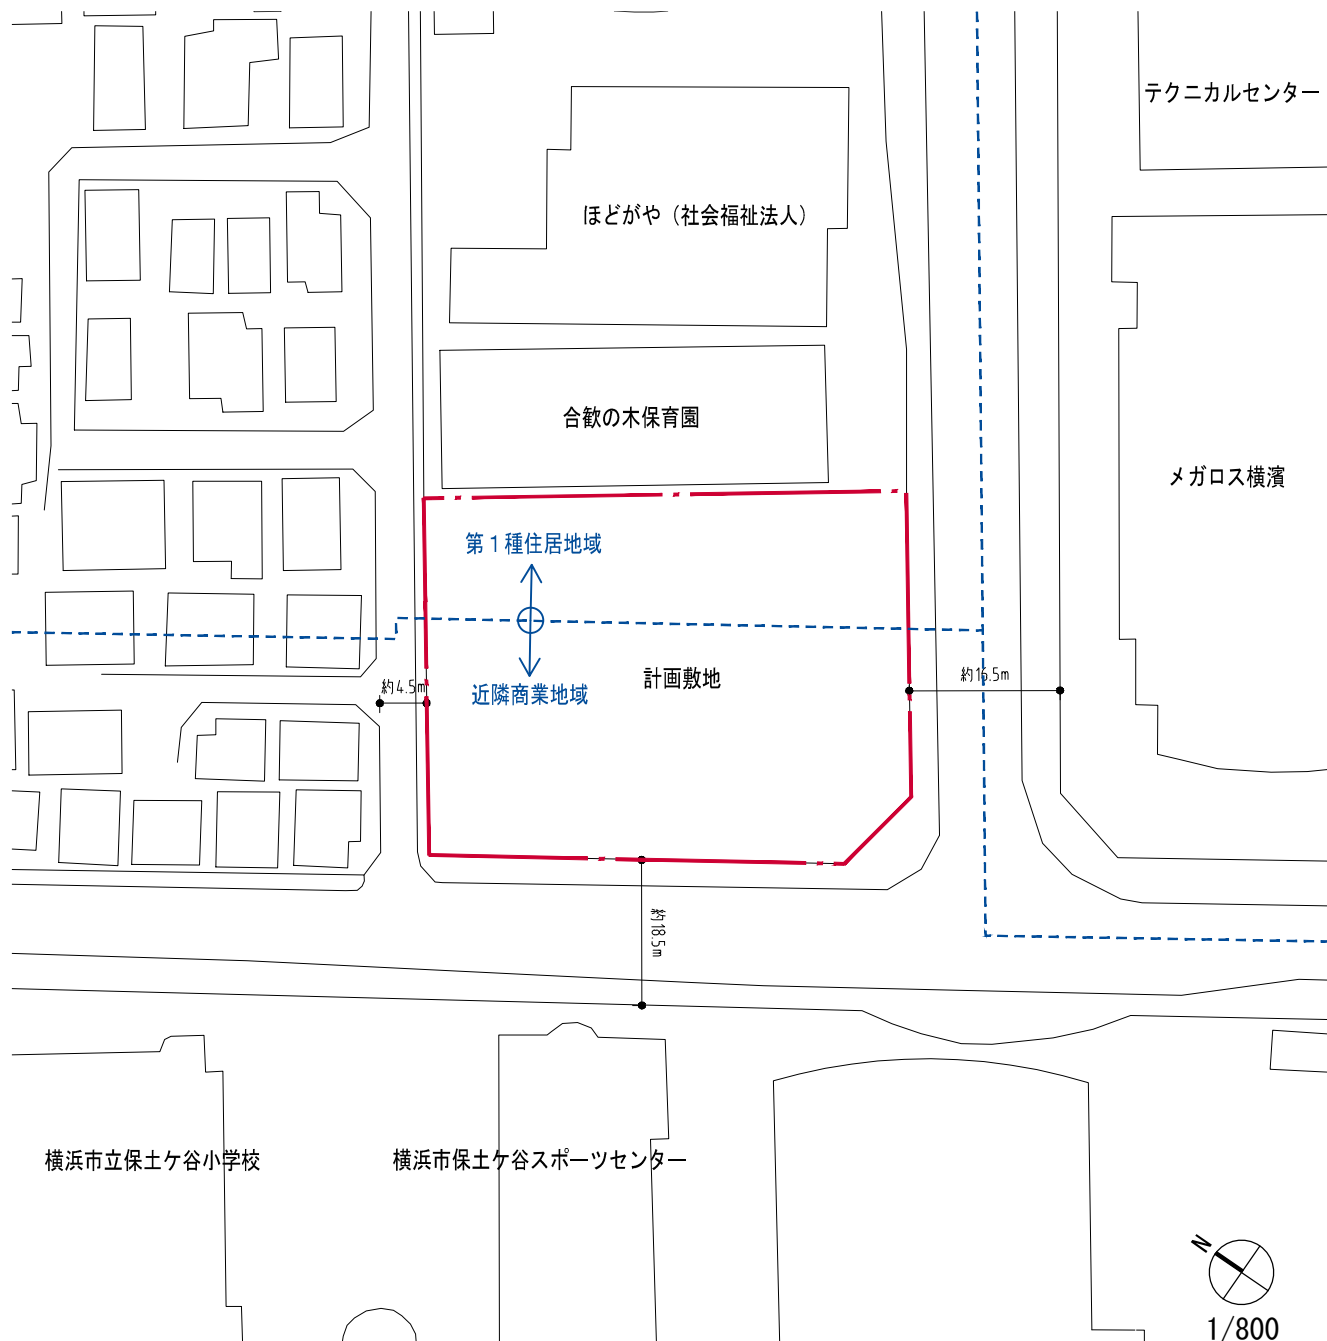 テクニカルセンター
ほどがや（社会福祉法人）
合歓の木保育園
メガロス横濱
第１種住居地域
計画敷地
約4.5m
近隣商業地域
約16.5m
約18.5m
横浜市立保土ケ谷小学校
横浜市保土ケ谷スポーツセンター
N
1/800